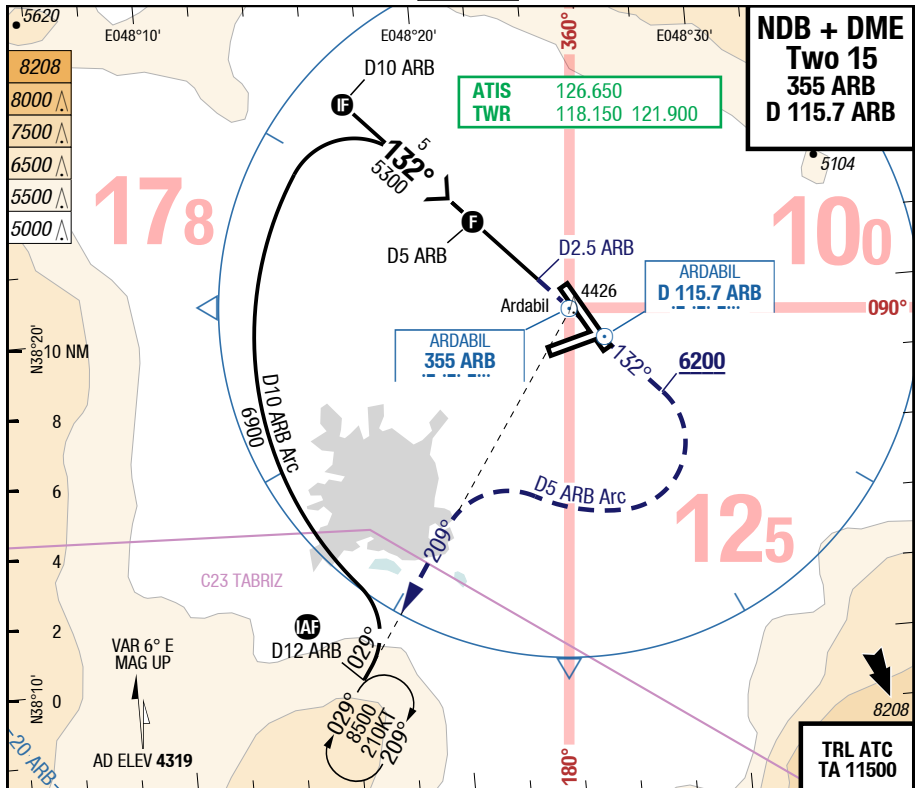 5620
E048°10'
E048°20'
360°
E048°30'
NDB + DME
Two 15
355 ARB
D 115.7 ARB
8208
8000
7500
6500
5500
5000
D10 ARB
IF
ATIS 126.650
TWR 118.150 121.900
5
132°
5300
5104
178
100
F
D5 ARB
D2.5 ARB
4426
Ardabil
ARDABIL
D 115.7 ARB
090°
ARDABIL
355 ARB
132°
6200
N38°20'
10 NM
8
6
4
2
0
D10 ARB Arc
6900
D5 ARB Arc
125
209°
C23 TABRIZ
IAF
D12 ARB
029°
VAR 6° E
MAG UP
N38°10'
029°
8500
210KT
209°
8208
AD ELEV 4319
20 ARB
180°
TRL ATC
TA 11500